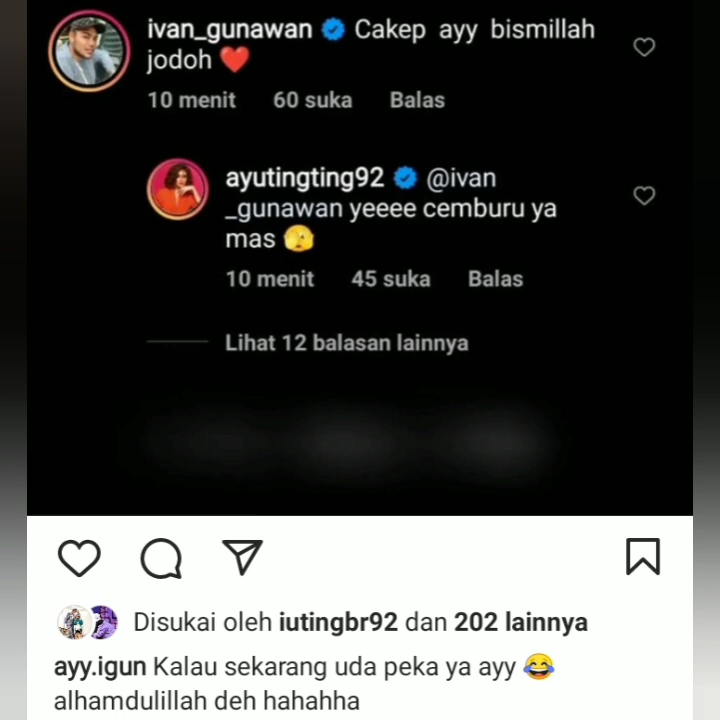 ivan_gunawan Cakep ayy bismillah
jodoh ❤️
10 menit 60 suka Balas
ayutingting92 @ivan
_gunawan yeeee cemburu ya
mas 🫣
10 menit 45 suka Balas
Lihat 12 balasan lainnya
Disukai oleh iutingbr92 dan 202 lainnya
ayy.igun Kalau sekarang uda peka ya ayy 😂
alhamdulillah deh hahahha